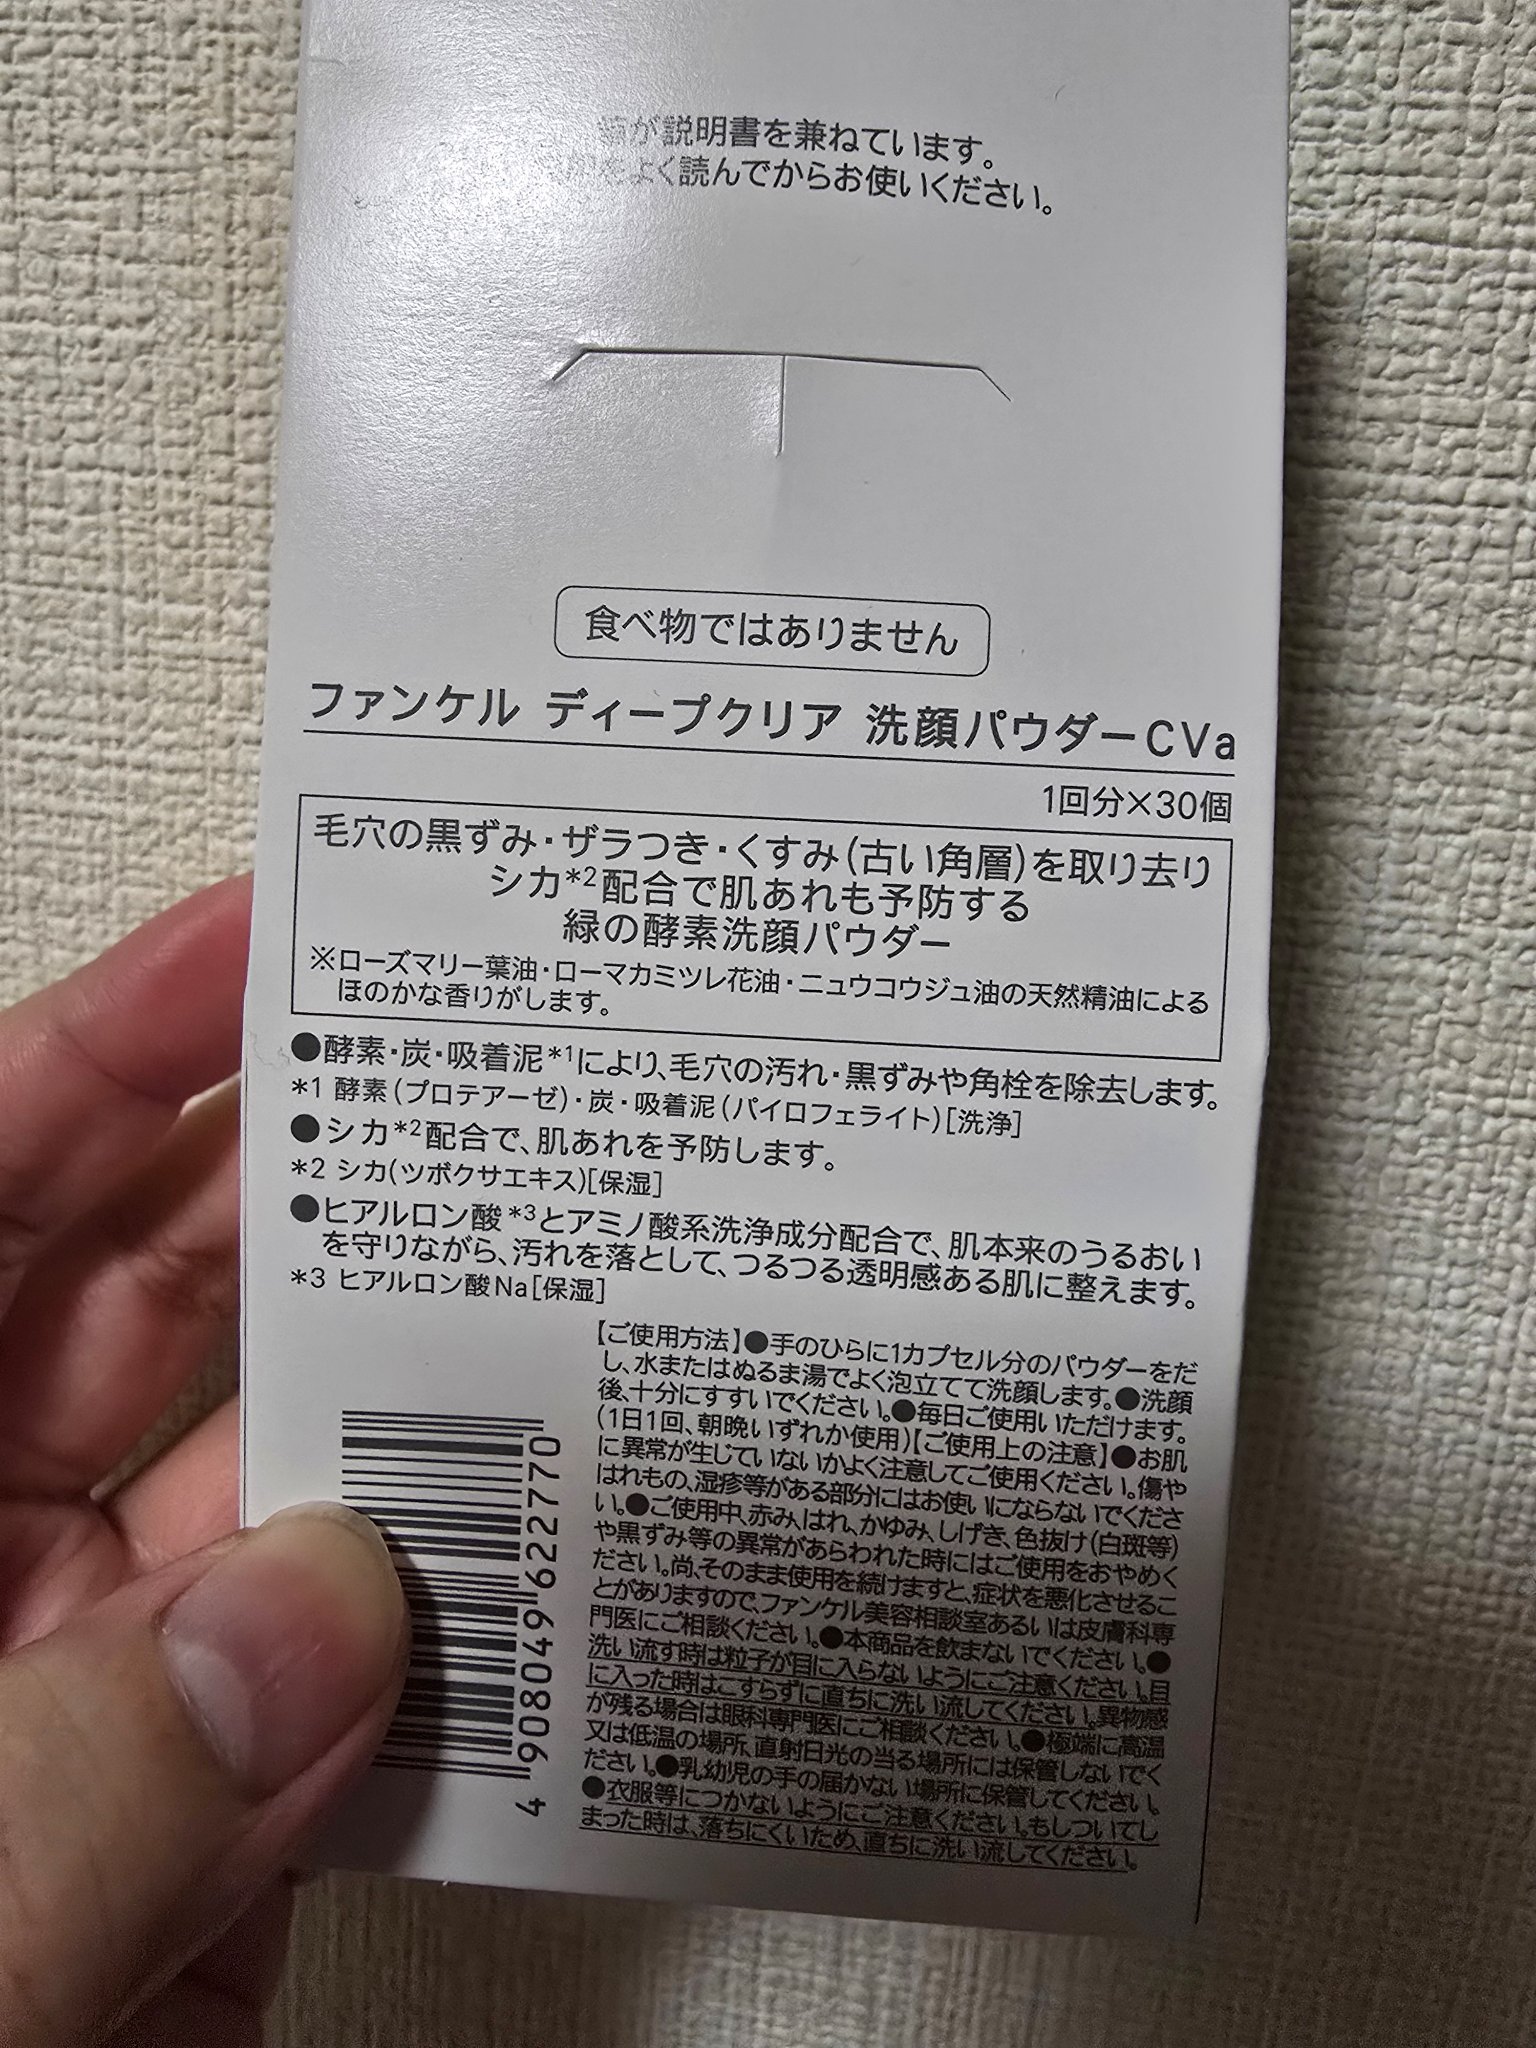 が説明書を兼ねています。
をよく読んでからお使いください。
食べ物ではありません
ファンケル ディープクリア 洗顔パウダーCVa
1回分×30個
毛穴の黒ずみ・ザラつき・くすみ(古い角層)を取り去り
シカ*2配合で肌あれも予防する
緑の酵素洗顔パウダー
※ローズマリー葉油・ローマカミツレ花油・ニュウコウジュ油の天然精油による
ほのかな香りがします。
●酵素・炭・吸着泥*1により、毛穴の汚れ・黒ずみや角栓を除去します。
*1 酵素(プロテアーゼ)・炭・吸着泥(パイロフェライト)[洗浄]
●シカ*2配合で、肌あれを予防します。
*2 シカ(ツボクサエキス)[保湿]
●ヒアルロン酸*3とアミノ酸系洗浄成分配合で、肌本来のうるおい
を守りながら、汚れを落として、つるつる透明感ある肌に整えます。
*3 ヒアルロン酸Na[保湿]
【ご使用方法】●手のひらに1カプセル分のパウダーをだ
し、水またはぬるま湯でよく泡立てて洗顔します。●洗顔
後、十分にすすいでください。●毎日ご使用いただけます。
(1日1回、朝晩いずれか使用)【ご使用上の注意】●お肌
に異常が生じていないかよく注意してご使用ください。傷や
はれもの、湿疹等がある部分にはお使いにならないでくださ
い。●ご使用中、赤み、はれ、かゆみ、しげき、色抜け(白斑等)
や黒ずみ等の異常があらわれた時にはご使用をおやめく
ださい。尚、そのまま使用を続けますと、症状を悪化させるこ
とがありますので、ファンケル美容相談室あるいは皮膚科専
門医にご相談ください。●本商品を飲まないでください。●
洗い流す時は粒子が目に入らないようにご注意ください。目
に入った時はこすらずに直ちに洗い流してください。異物感
が残る場合は眼科専門医にご相談ください。●極端に高温
又は低温の場所、直射日光の当る場所には保管しないでく
ださい。●乳幼児の手の届かない場所に保管してください。
●衣服等につかないようにご注意ください。もしついてし
まった時は、落ちにくいため、直ちに洗い流してください。
4 908049 622770